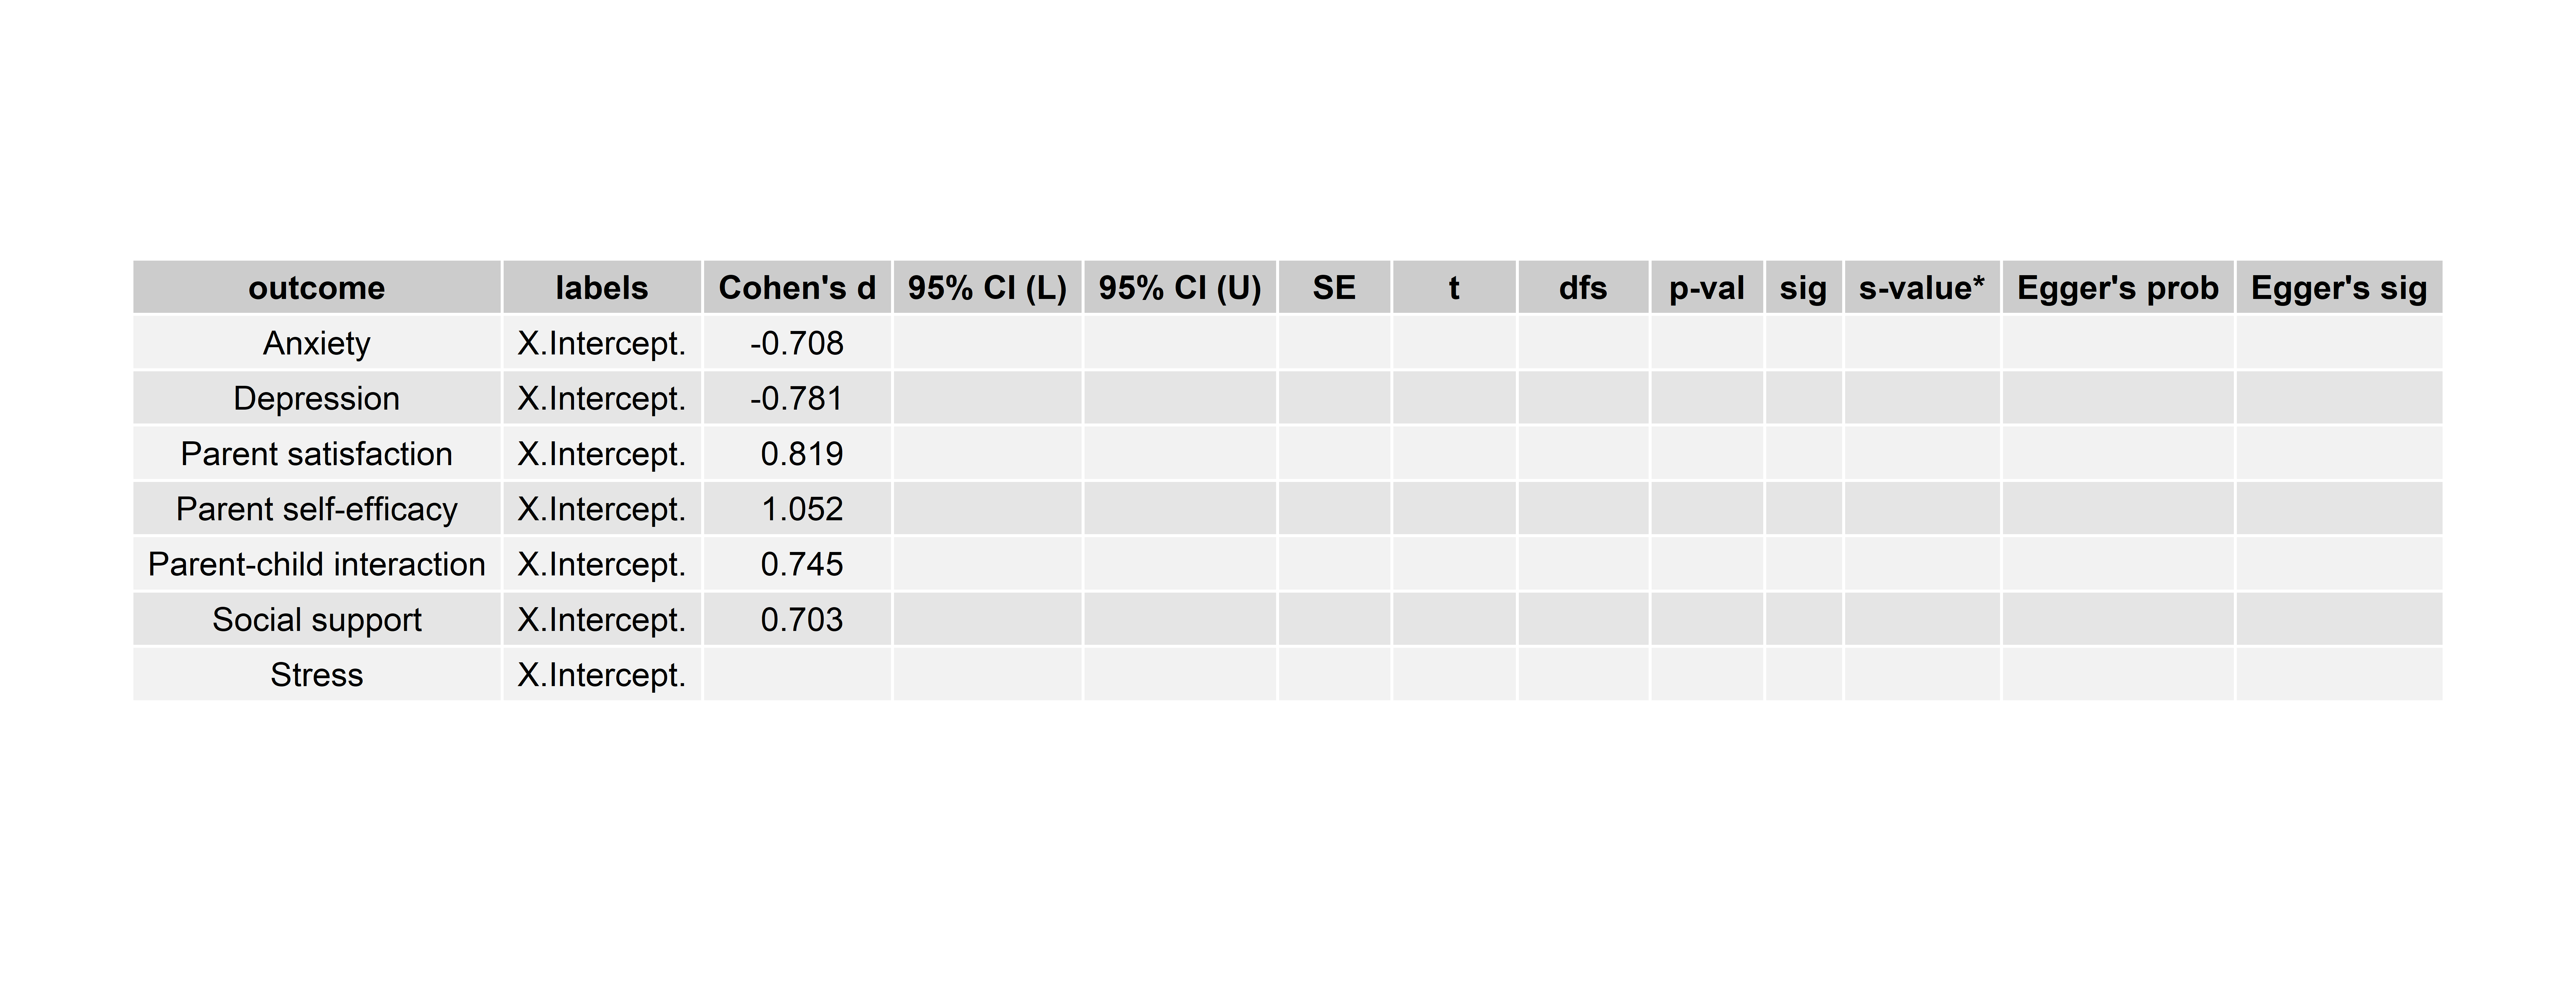 outcome labels Cohen's d 95% CI (L) 95% CI (U) SE t dfs p-val sig s-value* Egger's prob Egger's sig
Anxiety X.Intercept. -0.708
Depression X.Intercept. -0.781
Parent satisfaction X.Intercept. 0.819
Parent self-efficacy X.Intercept. 1.052
Parent-child interaction X.Intercept. 0.745
Social support X.Intercept. 0.703
Stress X.Intercept.